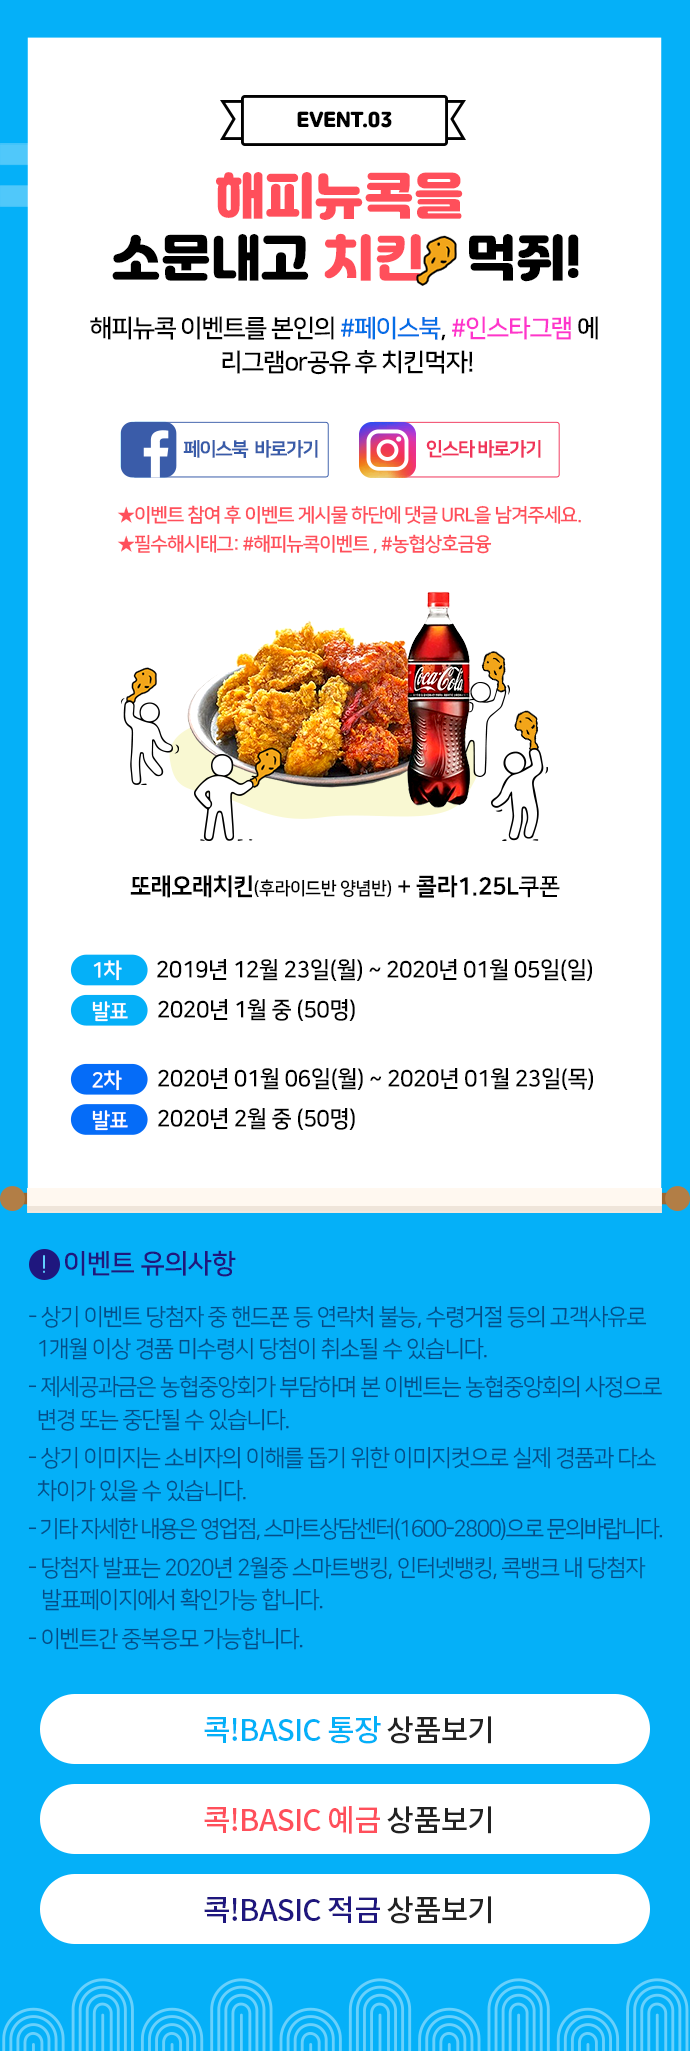 EVENT.03
해피뉴콕을
소문내고 치킨 먹쥐!
해피뉴콕 이벤트를 본인의 #페이스북, #인스타그램 에
리그램or공유 후 치킨먹자!
페이스북 바로가기
인스타 바로가기
★이벤트 참여 후 이벤트 게시물 하단에 댓글 URL을 남겨주세요.
★필수해시태그: #해피뉴콕이벤트 , #농협상호금융
Coca-Cola
또래오래치킨(후라이드반 양념반) + 콜라1.25L쿠폰
1차 2019년 12월 23일(월) ~ 2020년 01월 05일(일)
발표 2020년 1월 중 (50명)
2차 2020년 01월 06일(월) ~ 2020년 01월 23일(목)
발표 2020년 2월 중 (50명)
! 이벤트 유의사항
- 상기 이벤트 당첨자 중 핸드폰 등 연락처 불능, 수령거절 등의 고객사유로
1개월 이상 경품 미수령시 당첨이 취소될 수 있습니다.
- 제세공과금은 농협중앙회가 부담하며 본 이벤트는 농협중앙회의 사정으로
변경 또는 중단될 수 있습니다.
- 상기 이미지는 소비자의 이해를 돕기 위한 이미지컷으로 실제 경품과 다소
차이가 있을 수 있습니다.
- 기타 자세한 내용은 영업점, 스마트상담센터(1600-2800)으로 문의바랍니다.
- 당첨자 발표는 2020년 2월중 스마트뱅킹, 인터넷뱅킹, 콕뱅크 내 당첨자
발표페이지에서 확인가능 합니다.
- 이벤트간 중복응모 가능합니다.
콕!BASIC 통장 상품보기
콕!BASIC 예금 상품보기
콕!BASIC 적금 상품보기